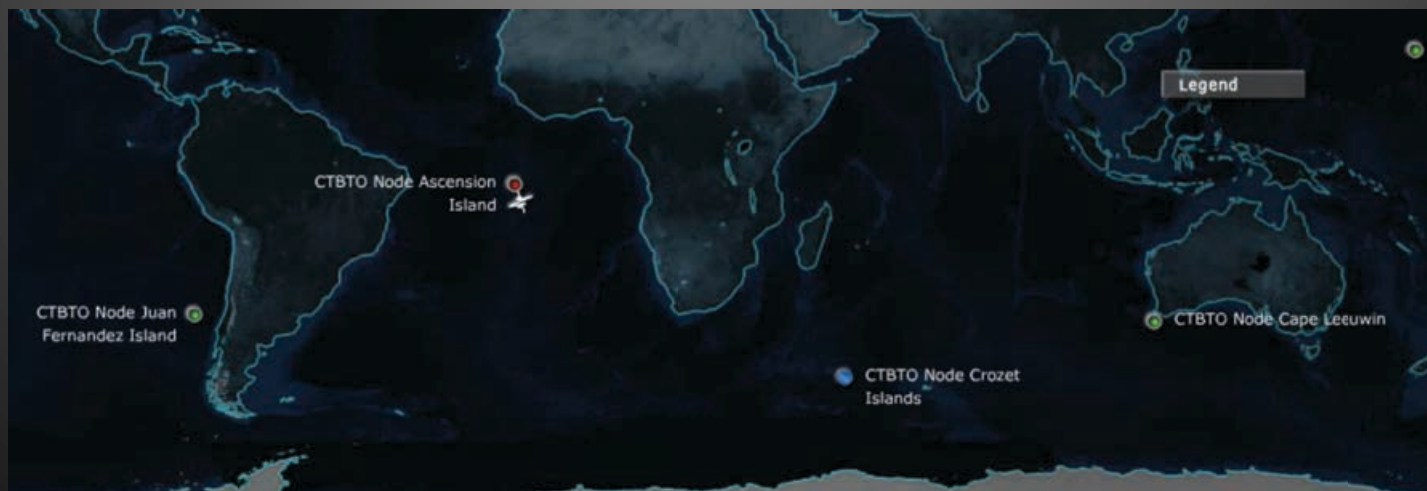 Legend
CTBTO Node Ascension
Island
CTBTO Node Juan
Fernandez Island
CTBTO Node Cape Leeuwin
CTBTO Node Crozet
Islands